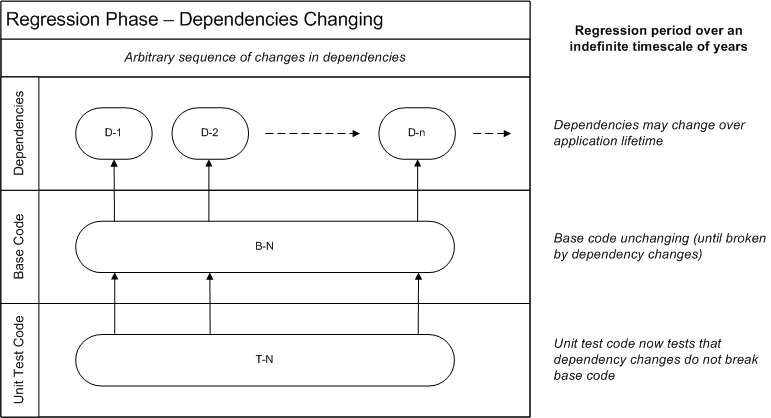 Regression Phase – Dependencies Changing
Arbitrary sequence of changes in dependencies
Regression period over an
indefinite timescale of years
Dependencies
D-1
D-2
D-n
Dependencies may change over
application lifetime
Base Code
B-N
Base code unchanging (until broken
by dependency changes)
Unit Test Code
T-N
Unit test code now tests that
dependency changes do not break
base code